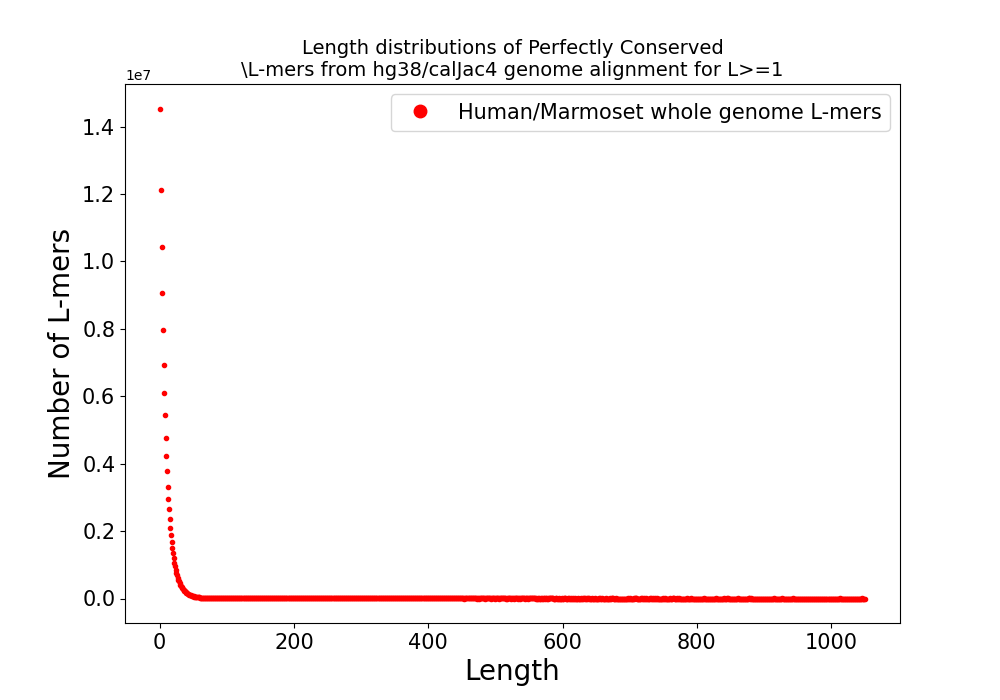 Length distributions of Perfectly Conserved
\L-mers from hg38/calJac4 genome alignment for L>=1
1e7
Human/Marmoset whole genome L-mers
1.4
1.2
1.0
0.8
0.6
0.4
0.2
0.0
Number of L-mers
0 200 400 600 800 1000
Length